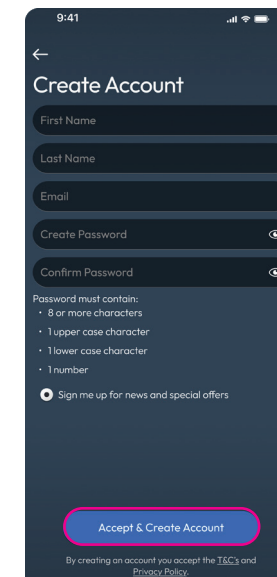 9:41
Create Account
First Name
Last Name
Email
Create Password
Confirm Password
Password must contain:
• 8 or more characters
• 1 upper case character
• 1 lower case character
• 1 number
Sign me up for news and special offers
Accept & Create Account
By creating an account you accept the T&C's and
Privacy Policy.